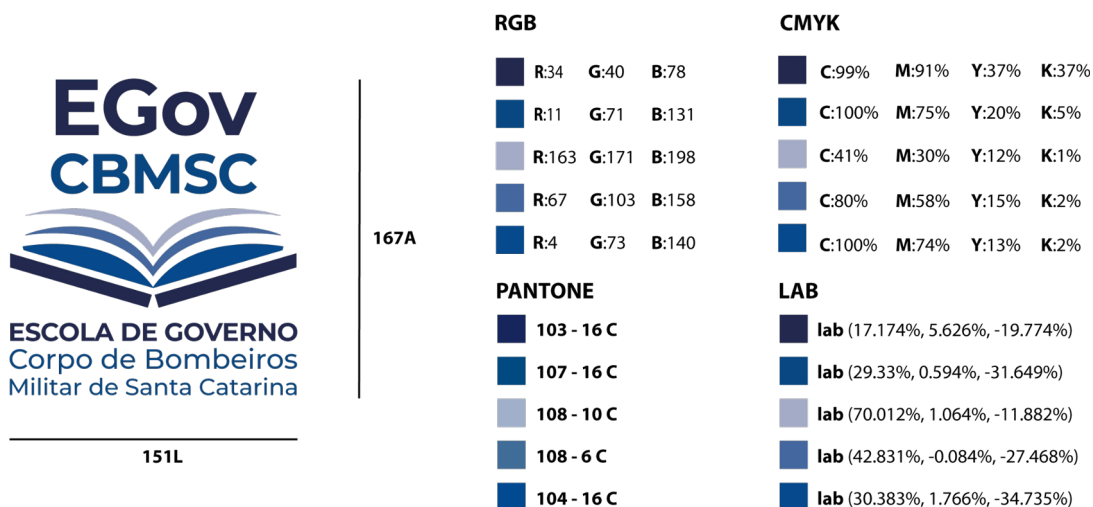 EGov
CBMSC
ESCOLA DE GOVERNO
Corpo de Bombeiros
Militar de Santa Catarina
167A
151L
RGB
R:34 G:40 B:78
R:11 G:71 B:131
R:163 G:171 B:198
R:67 G:103 B:158
R:4 G:73 B:140
CMYK
C:99% M:91% Y:37% K:37%
C:100% M:75% Y:20% K:5%
C:41% M:30% Y:12% K:1%
C:80% M:58% Y:15% K:2%
C:100% M:74% Y:13% K:2%
PANTONE
103 - 16 C
107 - 16 C
108 - 10 C
108 - 6 C
104 - 16 C
LAB
lab (17.174%, 5.626%, -19.774%)
lab (29.33%, 0.594%, -31.649%)
lab (70.012%, 1.064%, -11.882%)
lab (42.831%, -0.084%, -27.468%)
lab (30.383%, 1.766%, -34.735%)